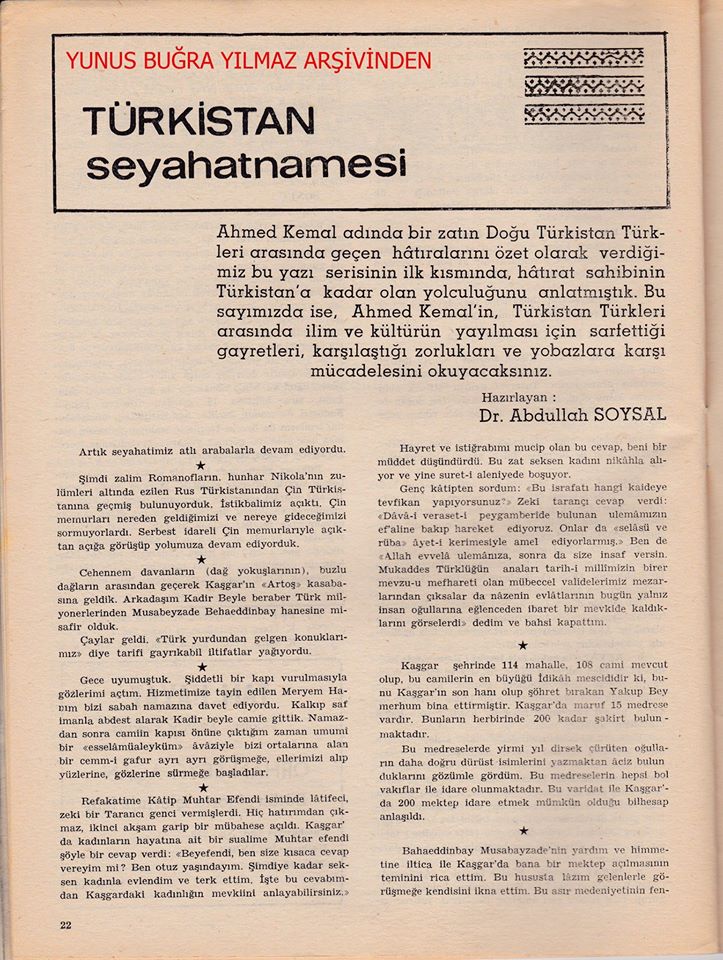 YUNUS BUĞRA YILMAZ ARŞİVİNDEN
TÜRKİSTAN
seyahatnamesi
Ahmed Kemal adında bir zatın Doğu Türkistan Türk-
leri arasında geçen hâtıralarını özet olarak verdiği-
miz bu yazı serisinin ilk kısmında, hâtırat sahibinin
Türkistan'a kadar olan yolculuğunu anlatmıştık. Bu
sayımızda ise, Ahmed Kemal'in, Türkistan Türkleri
arasında ilim ve kültürün yayılması için sarfettiği
gayretleri, karşılaştığı zorlukları ve yobazlara karşı
mücadelesini okuyacaksınız.
Hazırlayan :
Dr. Abdullah SOYSAL
Artık seyahatimiz atlı arabalarla devam ediyordu.
★
Şimdi zalim Romanofların, hunhar Nikola'nın zu-
lümleri altında ezilen Rus Türkistanından Çin Türkis-
tanına geçmiş bulunuyorduk. İstikbalimiz açıktı, Çin
memurları nereden geldiğimizi ve nereye gideceğimizi
sormuyorlardı. Serbest idareli Çin memurlarıyle açık-
tan açığa görüşüp yolumuza devam ediyorduk.
★
Cehennem davanların (dağ yokuşlarının), buzlu
dağların arasından geçerek Kaşgar'ın «Artoş» kasaba-
sına geldik. Arkadaşım Kadir Beyle beraber Türk mil-
yonerlerinden Musabeyzade Behaeddinbay hanesine mi-
safir olduk.
Çaylar geldi. «Türk yurdundan gelgen konukları-
mız» diye tarifi gayrıkabil iltifatlar yağıyordu.
★
Gece uyumuştuk. Şiddetli bir kapı vurulmasıyla
gözlerimi açtım. Hizmetimize tayin edilen Meryem Ha-
nım bizi sabah namazına davet ediyordu. Kalkıp saf
imanla abdest alarak Kadir beyle camie gittik. Namaz-
dan sonra camiin kapısı önüne çıktığım zaman umumi
bir «esselâmüaleyküm» âvâziyle bizi ortalarına alan
bir cemm-i gafur ayrı ayrı görüşmeğe, ellerimizi alıp
yüzlerine, gözlerine sürmeğe başladılar.
★
Refakatime Kâtip Muhtar Efendi isminde lâtifeci,
zeki bir Tarancı genci vermişlerdi. Hiç hatırımdan çık-
maz, ikinci akşam garip bir mübahese açıldı. Kaşgar'
da kadınların hayatına ait bir sualime Muhtar efendi
şöyle bir cevap verdi: «Beyefendi, ben size kısaca cevap
vereyim mi? Ben otuz yaşındayım. Şimdiye kadar sek-
sen kadınla evlendim ve terk ettim. İşte bu cevabım-
dan Kaşgardaki kadınlığın mevkiini anlayabilirsiniz.»
Hayret ve istiğrabımı mucip olan bu cevap, beni bir
müddet düşündürdü. Bu zat seksen kadını nikâhla alı-
yor ve yine suret-i aleniyede boşuyor.
Genç kâtipten sordum: «Bu israfatı hangi kaideye
tevfikan yapıyorsunuz?» Zeki tarançı cevap verdi:
«Dâvâ-i veraset-i peygamberide bulunan ulemâmızın
ef'aline bakıp hareket ediyoruz. Onlar da «selâsü ve
rüba» âyet-i kerimesiyle amel ediyorlarmış.» Ben de
«Allah evvelâ ulemânıza, sonra da size insaf versin.
Mukaddes Türklüğün anaları tarih-i millîmizin birer
mevzu-u mefhareti olan mübeccel validelerimiz mezar-
larından çıksalar da nâzenin evlâtlarının bugün yalnız
insan oğullarına eğlenceden ibaret bir mevkide kaldık-
larını görselerdi» dedim ve bahsi kapattım.
★
Kaşgar şehrinde 114 mahalle, 108 cami mevcut
olup, bu camilerin en büyüğü İdikâh mescididir ki, bu-
nu Kaşgar'ın son hanı olup şöhret bırakan Yakup Bey
merhum bina ettirmiştir. Kaşgar'da maruf 15 medrese
vardır. Bunların herbirinde 200 kadar şakirt bulun -
maktadır.
Bu medreselerde yirmi yıl dirsek çürüten oğulla-
rın daha doğru dürüst isimlerini yazmaktan âciz bulun
duklarını gözümle gördüm. Bu medreselerin hepsi bol
vakıflar ile idare olunmaktadır. Bu varidat ile Kaşgar'-
da 200 mektep idare etmek mümkün olduğu bilhesap
anlaşıldı.
★
Bahaeddinbay Musabayzade'nin yardım ve himme-
tine iltica ile Kaşgar'da bana bir mektep açılmasının
teminini rica ettim. Bu hususta lâzım gelenlerle gö-
rüşmeğe kendisini ikna ettim. Bu asır medeniyetinin fen-
22